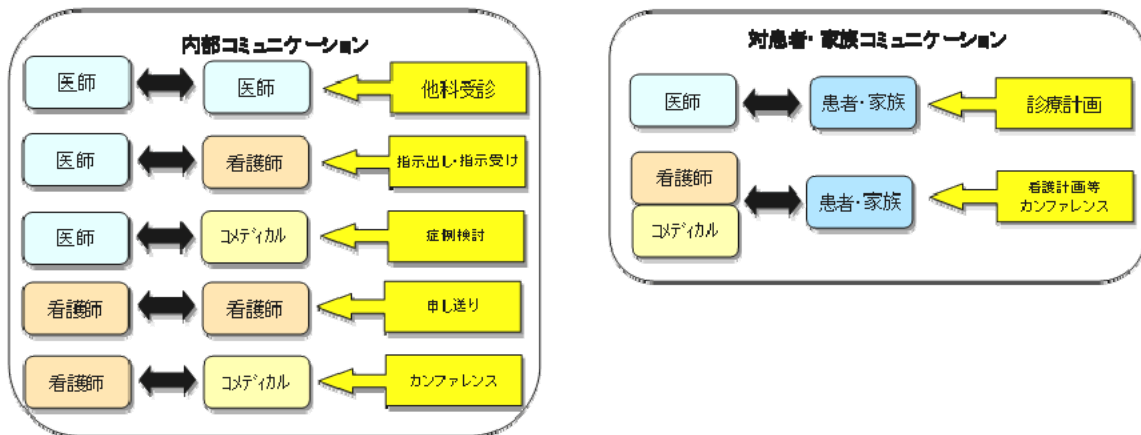 内部コミュニケーション
医師
医師
他科受診
医師
看護師
指示出し・指示受け
医師
コメディカル
症例検討
看護師
看護師
申し送り
看護師
コメディカル
カンファレンス
対患者・家族コミュニケーション
医師
患者・家族
診療計画
看護師
コメディカル
患者・家族
看護計画等
カンファレンス